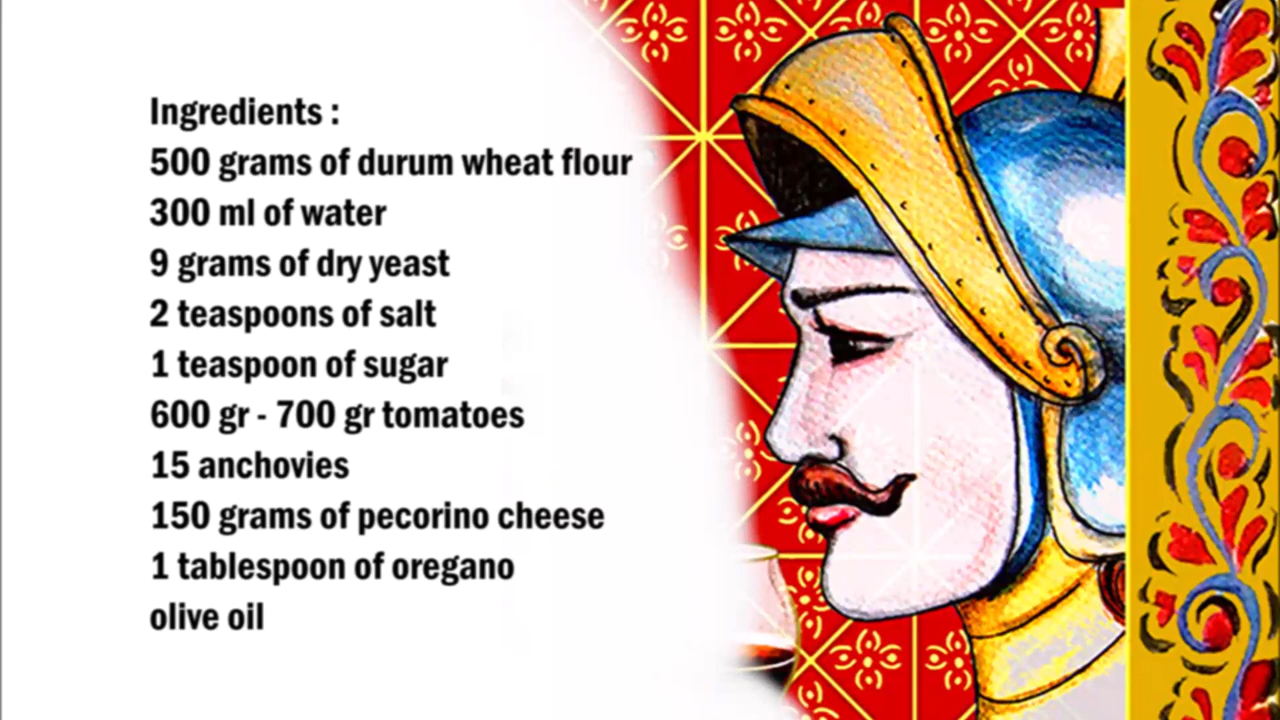 Ingredients :
500 grams of durum wheat flour
300 ml of water
9 grams of dry yeast
2 teaspoons of salt
1 teaspoon of sugar
600 gr - 700 gr tomatoes
15 anchovies
150 grams of pecorino cheese
1 tablespoon of oregano
olive oil